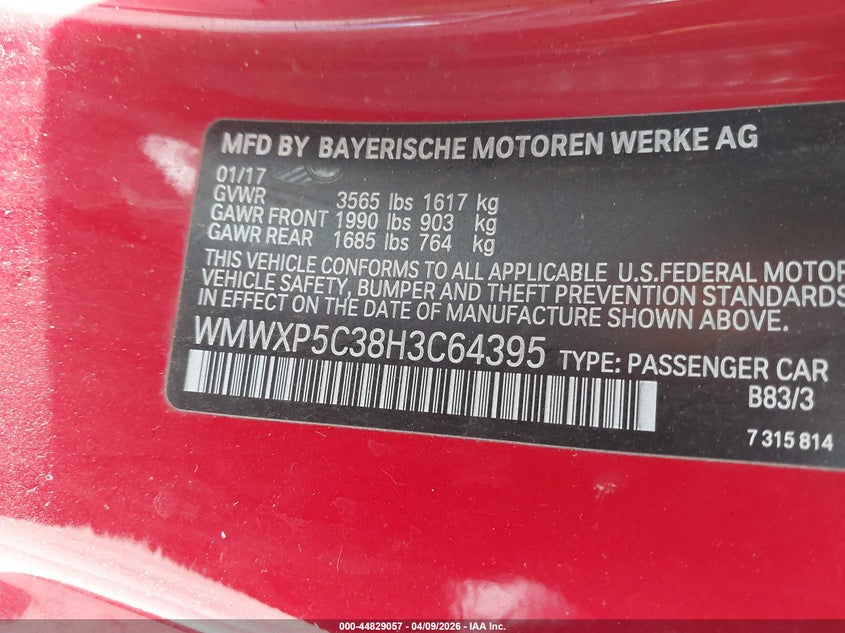 MFD BY BAYERISCHE MOTOREN WERKE AG
01/17
GVWR 3565 lbs 1617 kg
GAWR FRONT 1990 lbs 903 kg
GAWR REAR 1685 lbs 764 kg
THIS VEHICLE CONFORMS TO ALL APPLICABLE U.S.FEDERAL MOTOR
VEHICLE SAFETY, BUMPER AND THEFT PREVENTION STANDARDS
IN EFFECT ON THE DATE OF MANUFACTURE SHOWN ABOVE.
WMWXP5C38H3C64395 TYPE: PASSENGER CAR
B83/3
7 315 814
000-44829057 - 04/09/2026 - IAA Inc.